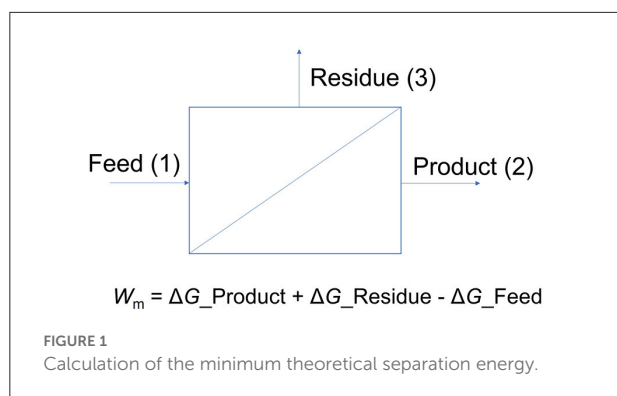 Residue (3)
Feed (1)
Product (2)
Wm = ΔG_Product + ΔG_Residue - ΔG_Feed
FIGURE 1
Calculation of the minimum theoretical separation energy.